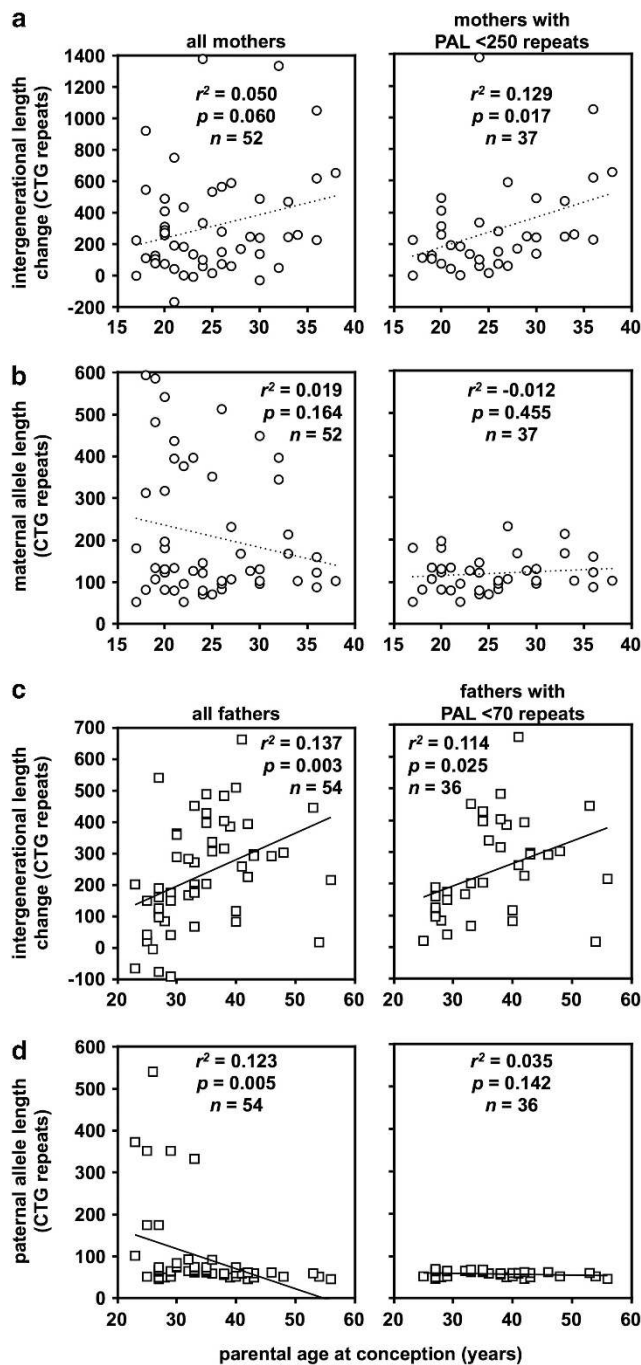 a
all mothers
mothers with
PAL <250 repeats
intergenerational length
change (CTG repeats)
1400
1200
1000
800
600
400
200
0
-200
r² = 0.050
p = 0.060
n = 52
r² = 0.129
p = 0.017
n = 37
15 20 25 30 35 40
15 20 25 30 35 40
b
maternal allele length
(CTG repeats)
600
500
400
300
200
100
0
r² = 0.019
p = 0.164
n = 52
r² = -0.012
p = 0.455
n = 37
15 20 25 30 35 40
15 20 25 30 35 40
c
all fathers
fathers with
PAL <70 repeats
intergenerational length
change (CTG repeats)
700
600
500
400
300
200
100
0
-100
r² = 0.137
p = 0.003
n = 54
r² = 0.114
p = 0.025
n = 36
20 30 40 50 60
20 30 40 50 60
d
paternal allele length
(CTG repeats)
600
500
400
300
200
100
0
r² = 0.123
p = 0.005
n = 54
r² = 0.035
p = 0.142
n = 36
20 30 40 50 60
20 30 40 50 60
parental age at conception (years)